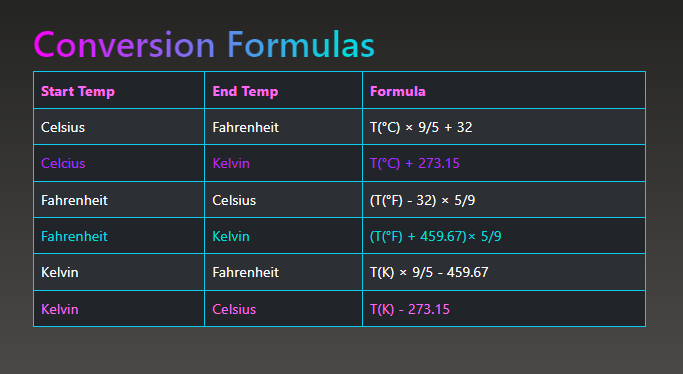 Conversion Formulas
Start Temp End Temp Formula
Celsius Fahrenheit T(°C) × 9/5 + 32
Celcius Kelvin T(°C) + 273.15
Fahrenheit Celsius (T(°F) - 32) × 5/9
Fahrenheit Kelvin (T(°F) + 459.67)× 5/9
Kelvin Fahrenheit T(K) × 9/5 - 459.67
Kelvin Celsius T(K) - 273.15